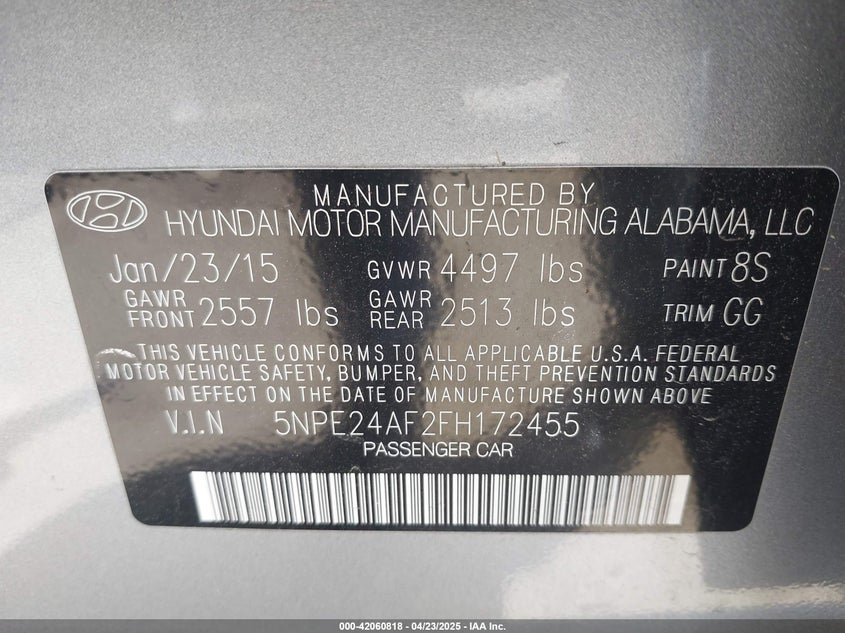 MANUFACTURED BY
HYUNDAI MOTOR MANUFACTURING ALABAMA, LLC
Jan/23/15 GVWR 4497 lbs PAINT 8S
GAWR FRONT 2557 lbs GAWR REAR 2513 lbs TRIM GG
THIS VEHICLE CONFORMS TO ALL APPLICABLE U.S.A. FEDERAL
MOTOR VEHICLE SAFETY, BUMPER, AND THEFT PREVENTION STANDARDS
IN EFFECT ON THE DATE OF MANUFACTURE SHOWN ABOVE
V.I.N 5NPE24AF2FH172455
PASSENGER CAR
000-42060818 - 04/23/2025 - IAA Inc.